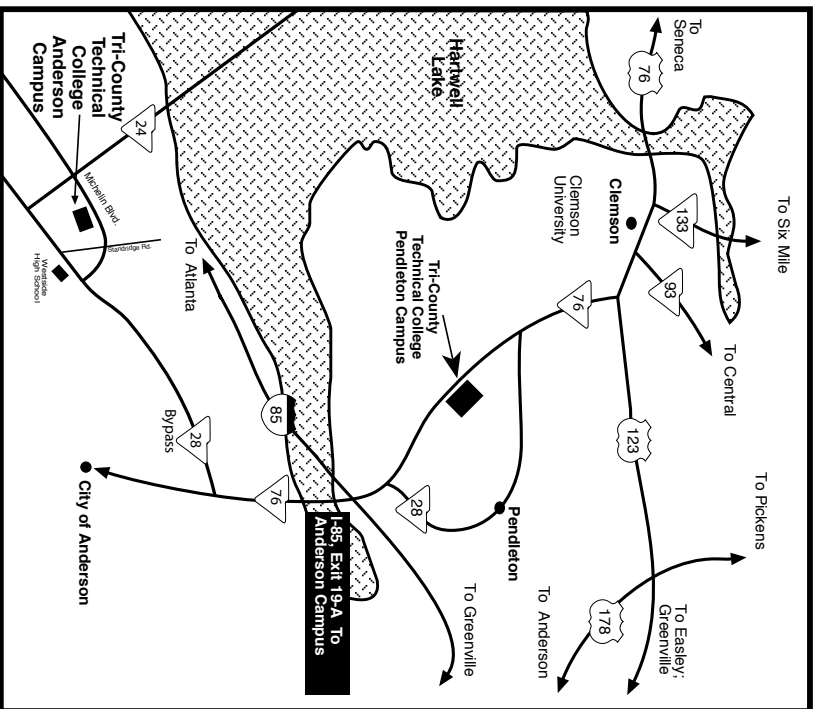 To
Seneca
76
To Six Mile
133
93
To Central
Hartwell
Lake
Clemson
Clemson
University
76
123
To Pickens
178
To Easley;
Greenville
To Anderson
Tri-County
Technical College
Pendleton Campus
Pendleton
28
To Greenville
I-85, Exit 19-A To
Anderson Campus
85
To Atlanta
76
28
Bypass
City of Anderson
24
Michelin Blvd.
Standridge Rd.
Westside
High School
Tri-County
Technical
College
Anderson
Campus